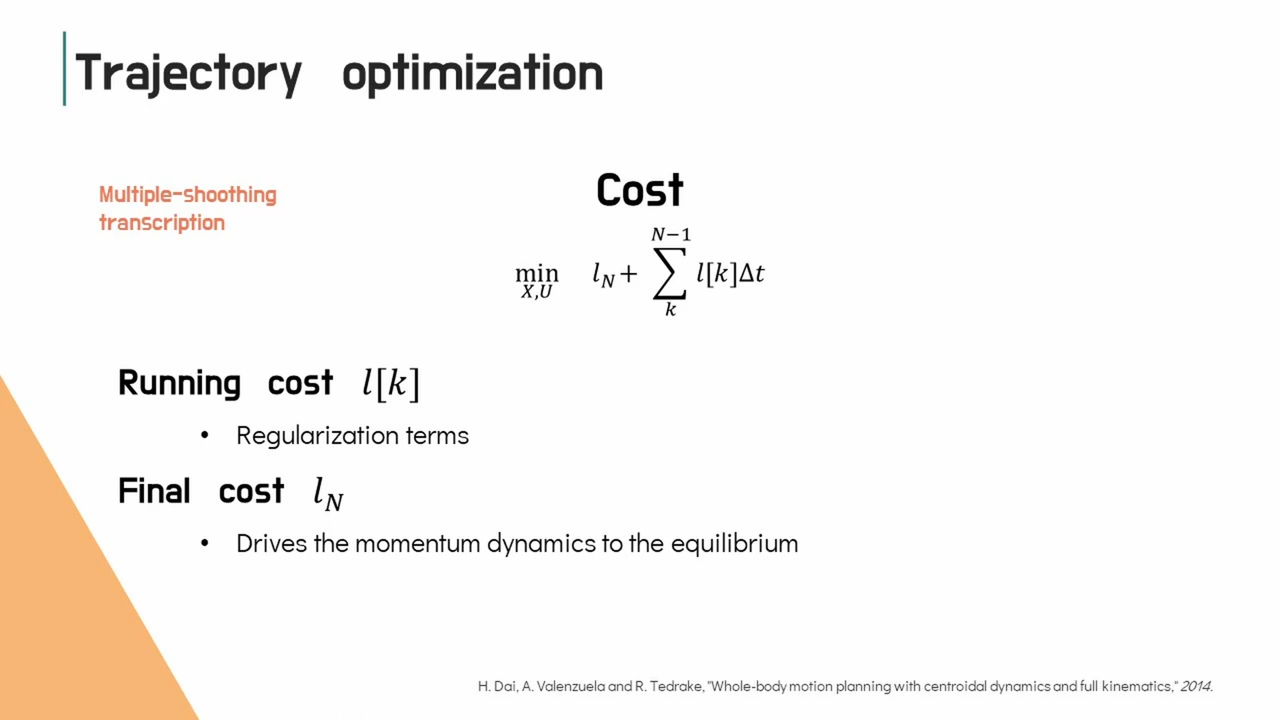 Trajectory optimization
Multiple-shoothing
transcription
Cost
min X,U l_N + ∑_k^{N−1} l[k]Δt
Running cost l[k]
• Regularization terms
Final cost l_N
• Drives the momentum dynamics to the equilibrium
H. Dai, A. Valenzuela and R. Tedrake, "Whole-body motion planning with centroidal dynamics and full kinematics," 2014.